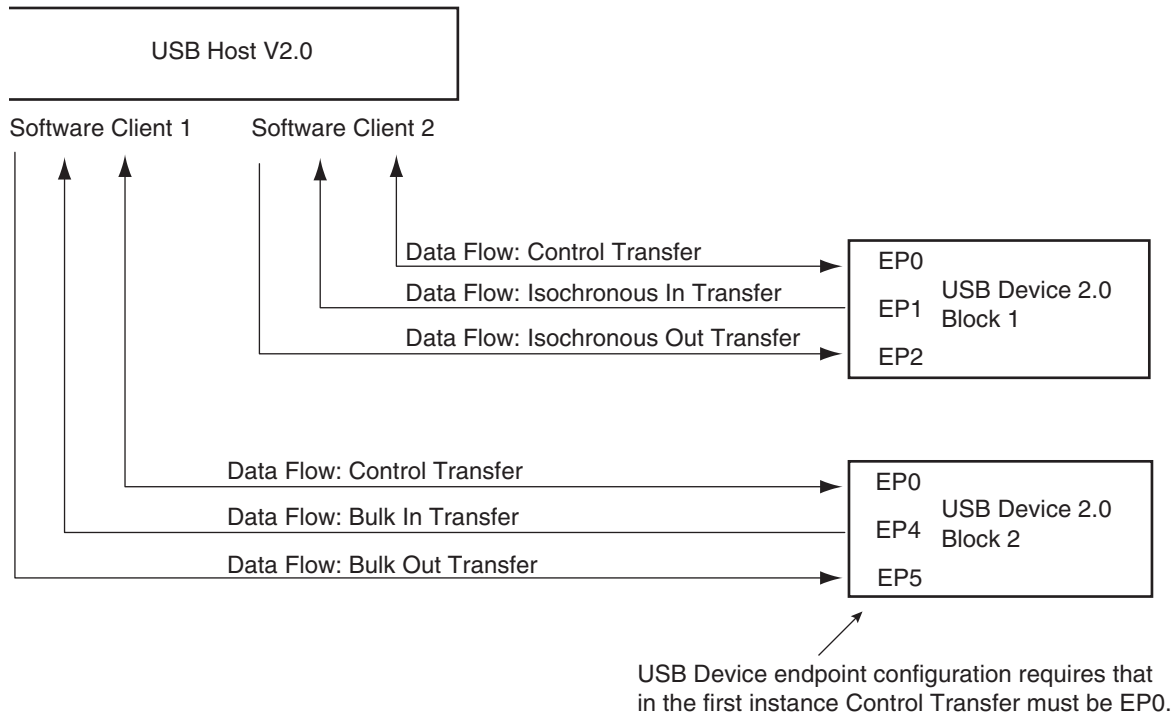 USB Host V2.0
Software Client 1
Software Client 2
Data Flow: Control Transfer
Data Flow: Isochronous In Transfer
Data Flow: Isochronous Out Transfer
EP0
EP1
EP2
USB Device 2.0
Block 1
Data Flow: Control Transfer
Data Flow: Bulk In Transfer
Data Flow: Bulk Out Transfer
EP0
EP4
EP5
USB Device 2.0
Block 2
USB Device endpoint configuration requires that
in the first instance Control Transfer must be EP0.